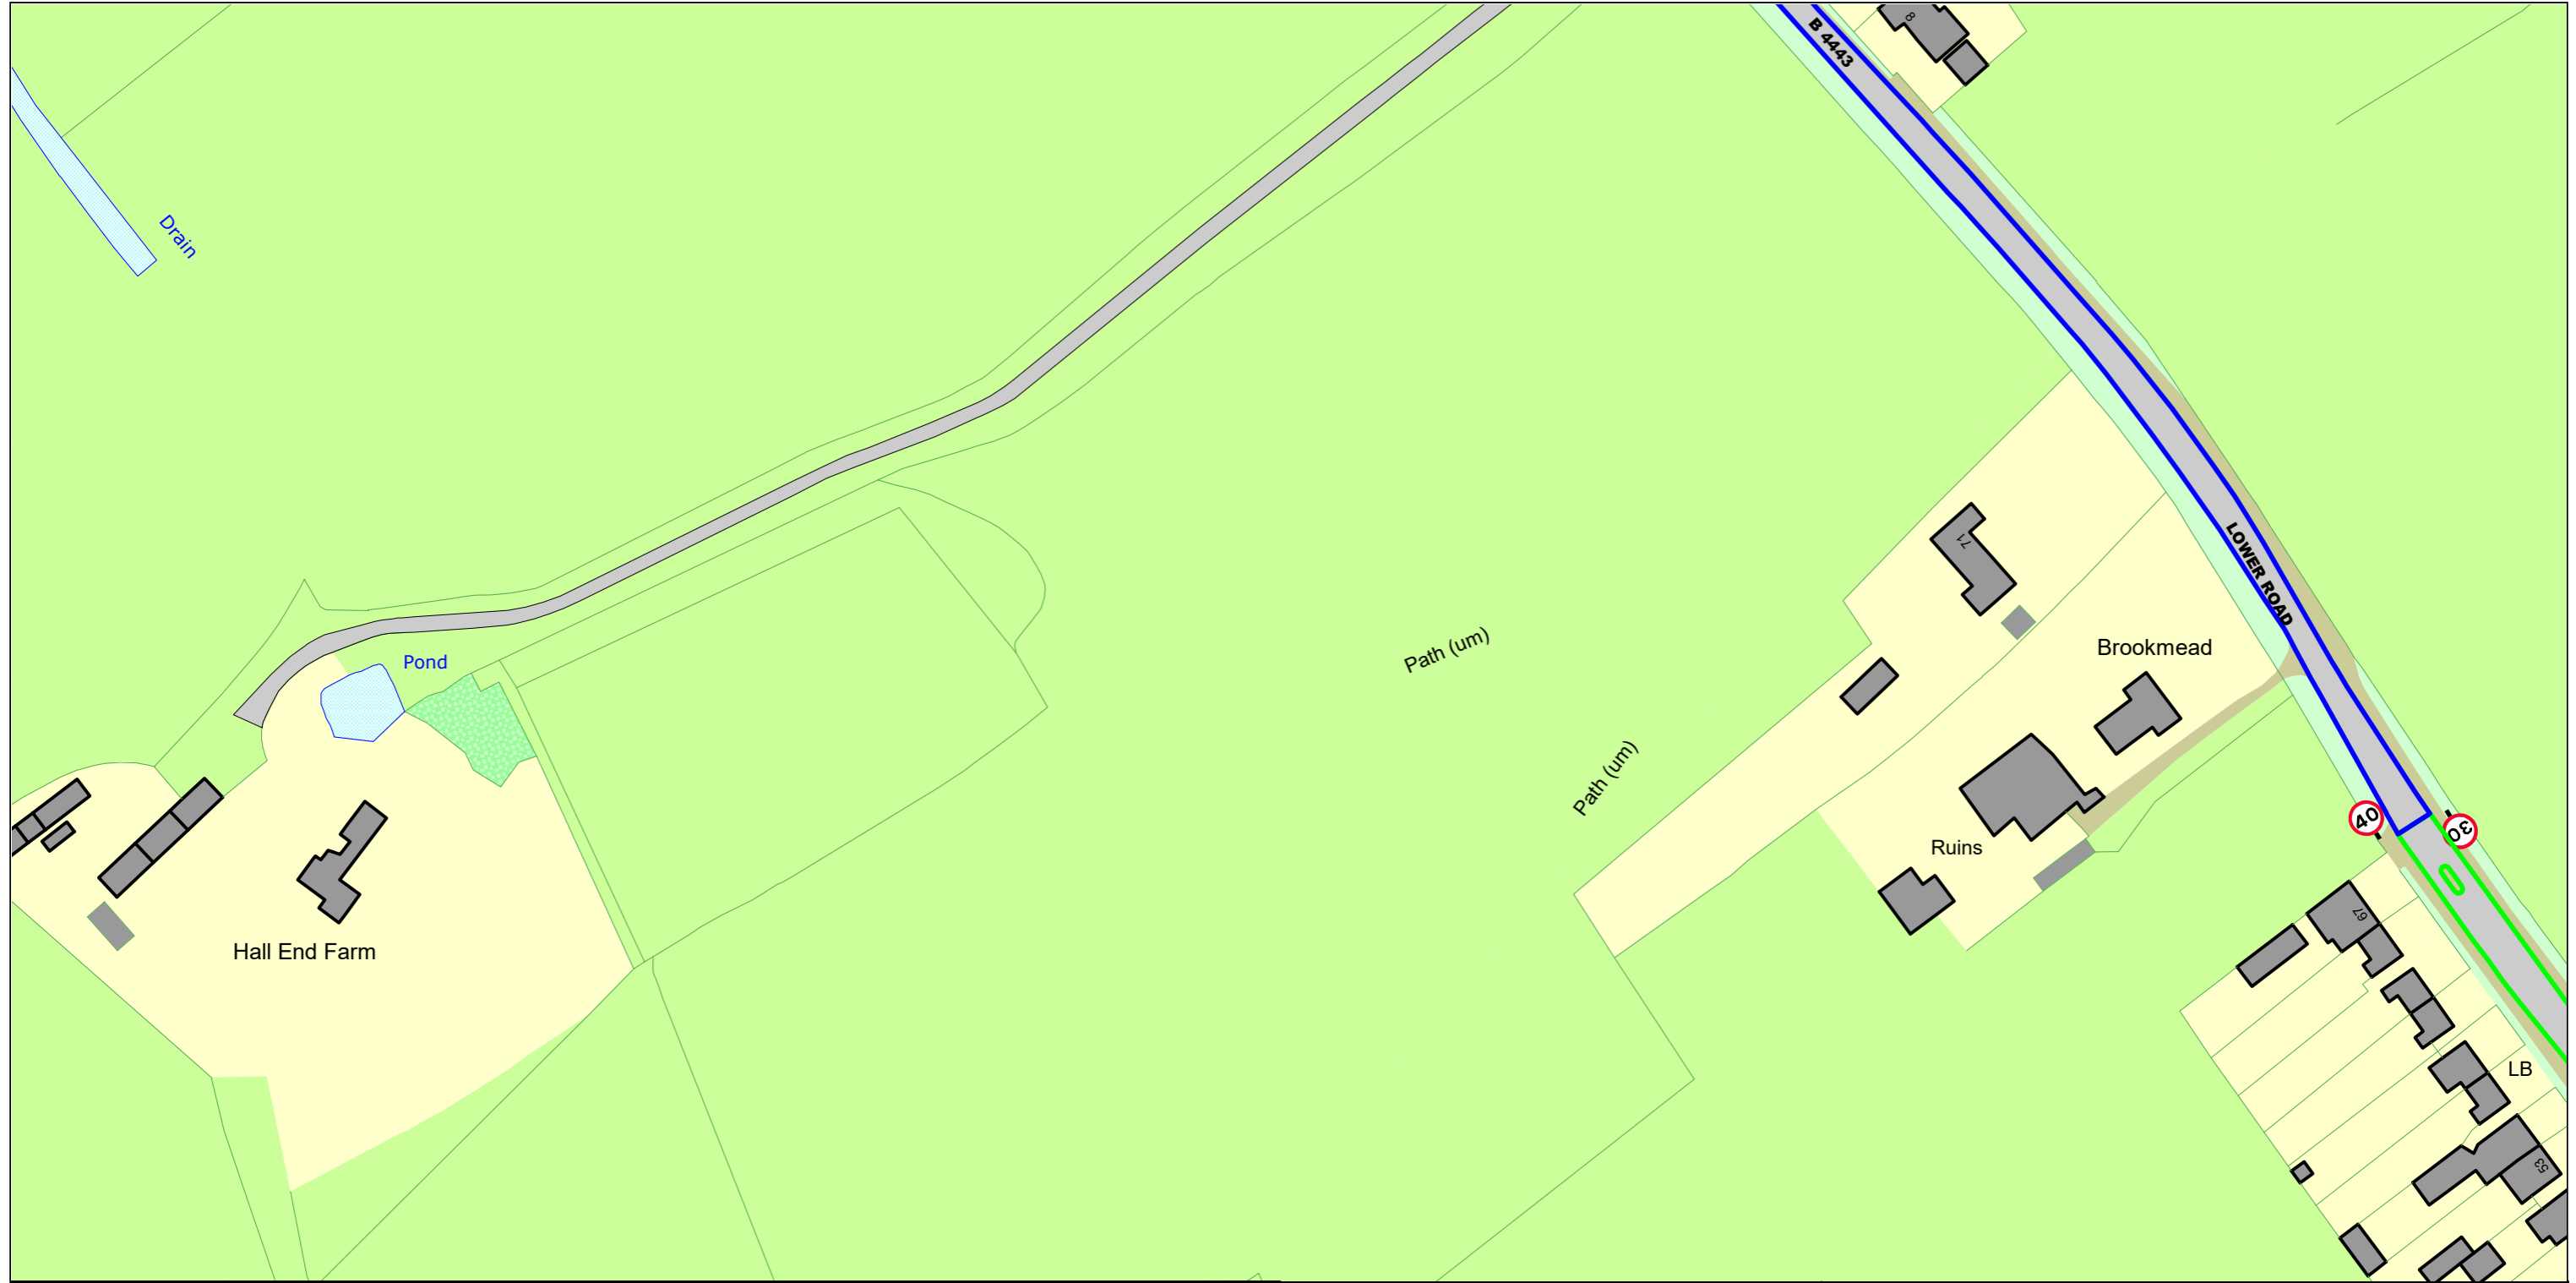 8
B 4443
Drain
LOWER ROAD
71
Path (um)
Brookmead
Pond
Path (um)
40
30
Ruins
67
Hall End Farm
LB
53